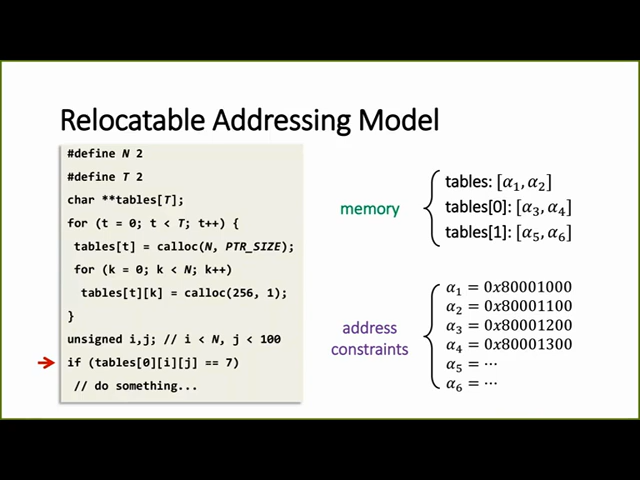 Relocatable Addressing Model
#define N 2
#define T 2
char **tables[T];
for (t = 0; t < T; t++) {
tables[t] = calloc(N, PTR_SIZE);
for (k = 0; k < N; k++)
tables[t][k] = calloc(256, 1);
}
unsigned i,j; // i < N, j < 100
if (tables[0][i][j] == 7)
// do something...
memory
tables: [α₁, α₂]
tables[0]: [α₃, α₄]
tables[1]: [α₅, α₆]
address
constraints
α₁ = 0x80001000
α₂ = 0x80001100
α₃ = 0x80001200
α₄ = 0x80001300
α₅ = ⋯
α₆ = ⋯